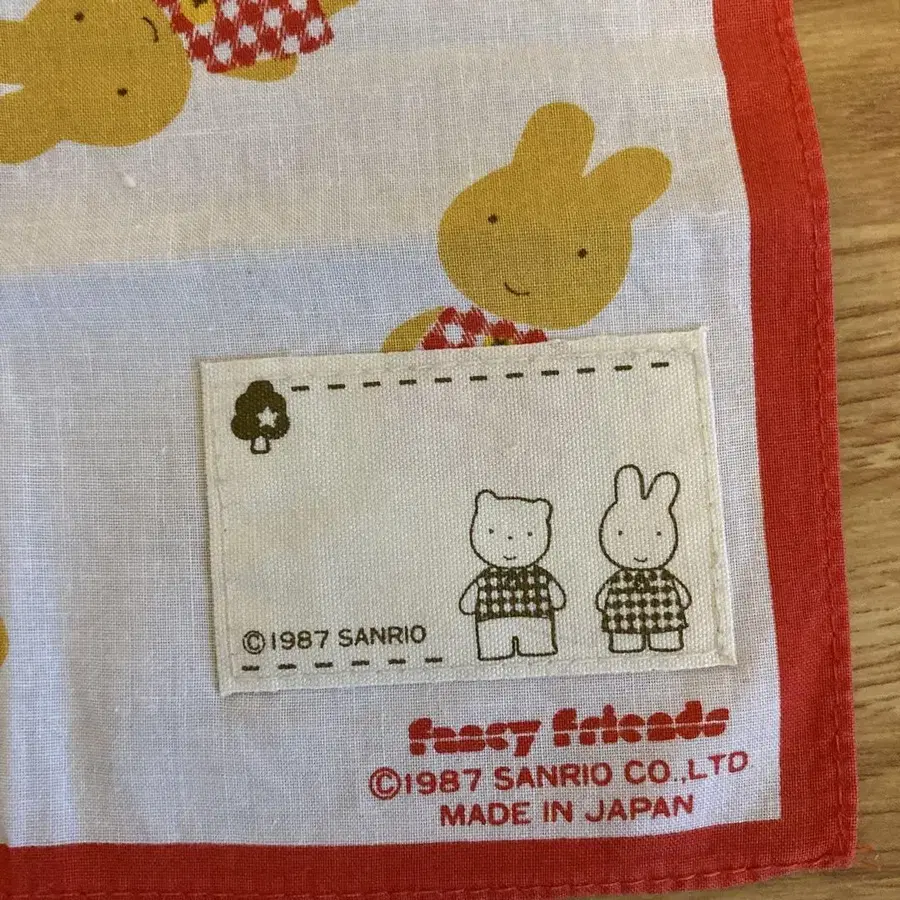 ©1987 SANRIO
fancy friends
©1987 SANRIO CO.,LTD
MADE IN JAPAN